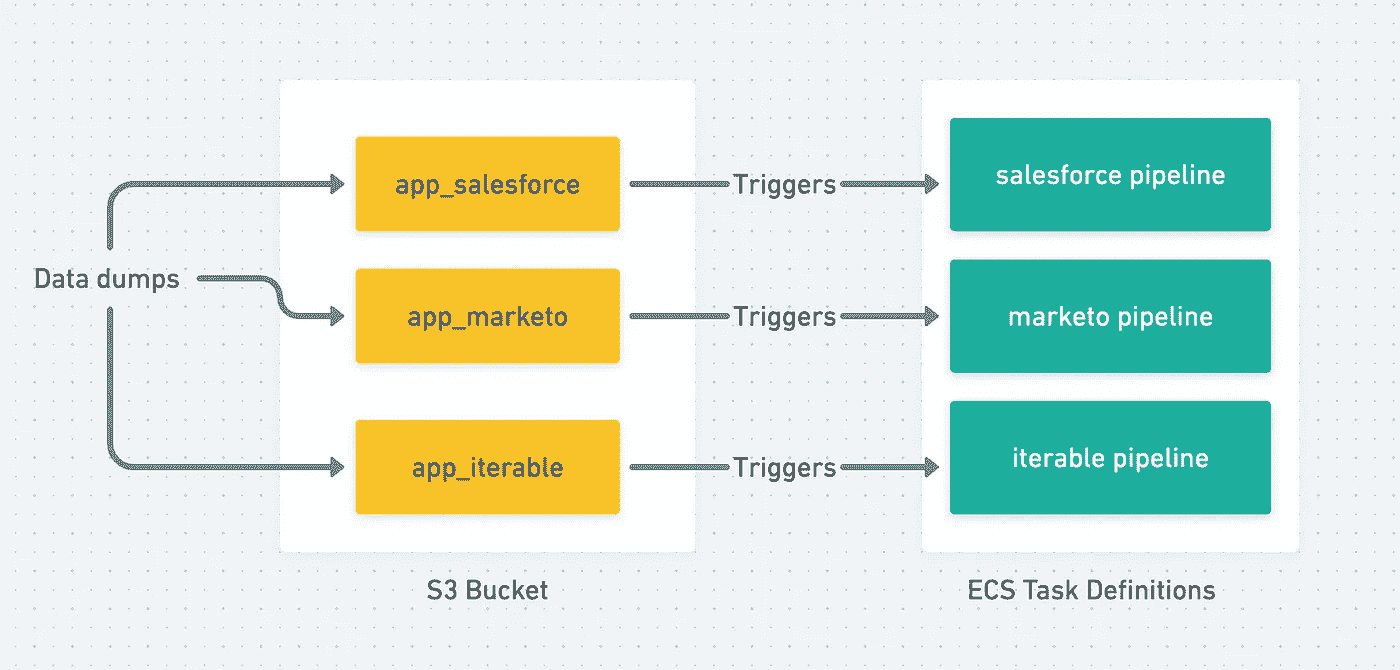 Data dumps
app_salesforce
app_marketo
app_iterable
S3 Bucket
Triggers
Triggers
Triggers
salesforce pipeline
marketo pipeline
iterable pipeline
ECS Task Definitions